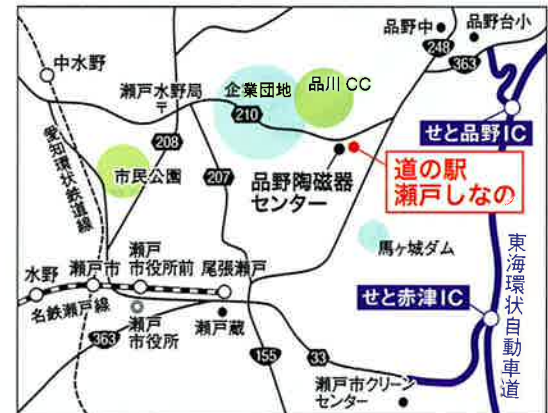 品野中
品野台小
248
363
中水野
瀬戸水野局
〒
企業団地
品川 CC
210
せと品野IC
208
愛知環状鉄道線
市民公園
207
品野陶磁器
センター
道の駅
瀬戸しなの
馬ヶ城ダム
東海環状自動車道
水野
瀬戸市
瀬戸
市役所前
尾張瀬戸
名鉄瀬戸線
瀬戸
市役所
瀬戸蔵
せと赤津IC
363
155
33
瀬戸市クリーン
センター